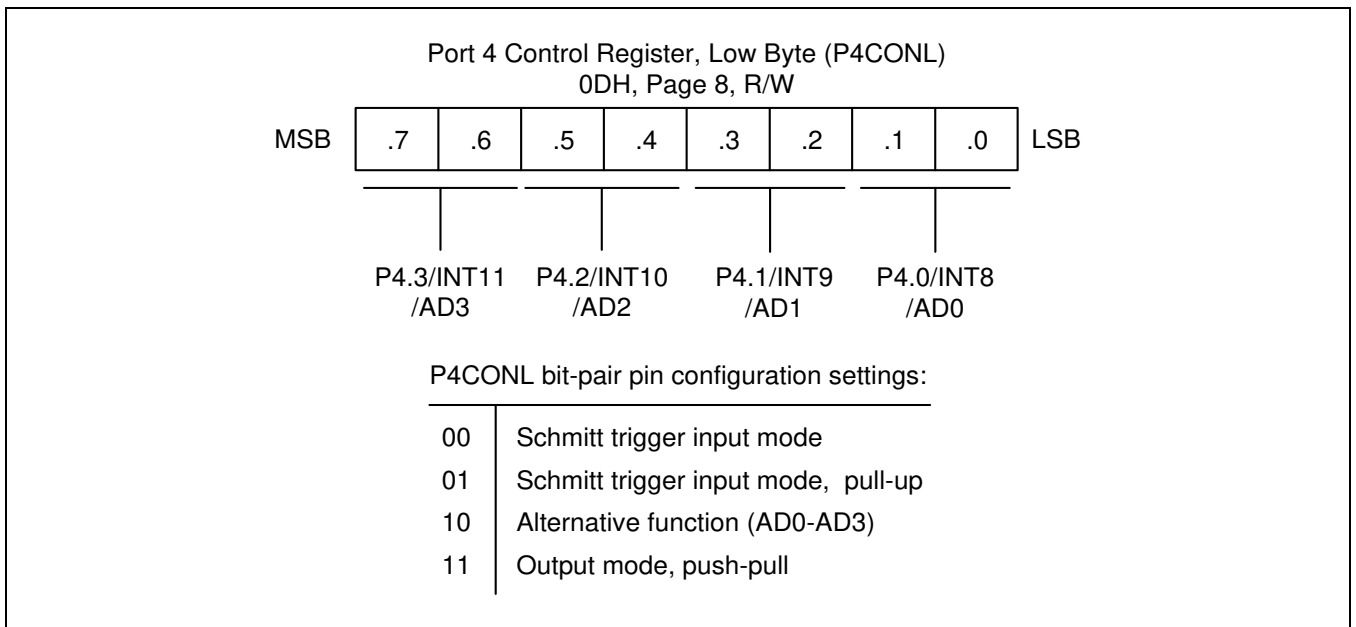 Port 4 Control Register, Low Byte (P4CONL)
0DH, Page 8, R/W
MSB .7 .6 .5 .4 .3 .2 .1 .0 LSB
P4.3/INT11 P4.2/INT10 P4.1/INT9 P4.0/INT8
/AD3 /AD2 /AD1 /AD0
P4CONL bit-pair pin configuration settings:
00 Schmitt trigger input mode
01 Schmitt trigger input mode, pull-up
10 Alternative function (AD0-AD3)
11 Output mode, push-pull